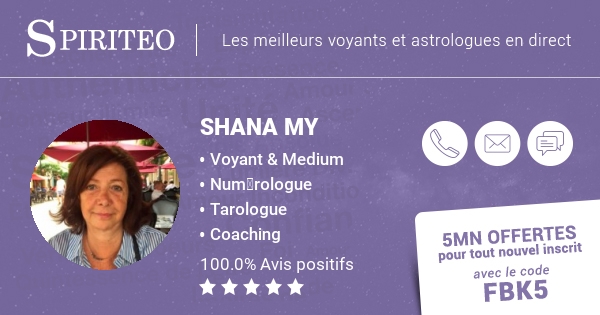 SPIRITEO
Les meilleurs voyants et astrologues en direct
SHANA MY
• Voyant & Medium
• Num▯rologue
• Tarologue
• Coaching
100.0% Avis positifs
5MN OFFERTES
pour tout nouvel inscrit
avec le code
FBK5